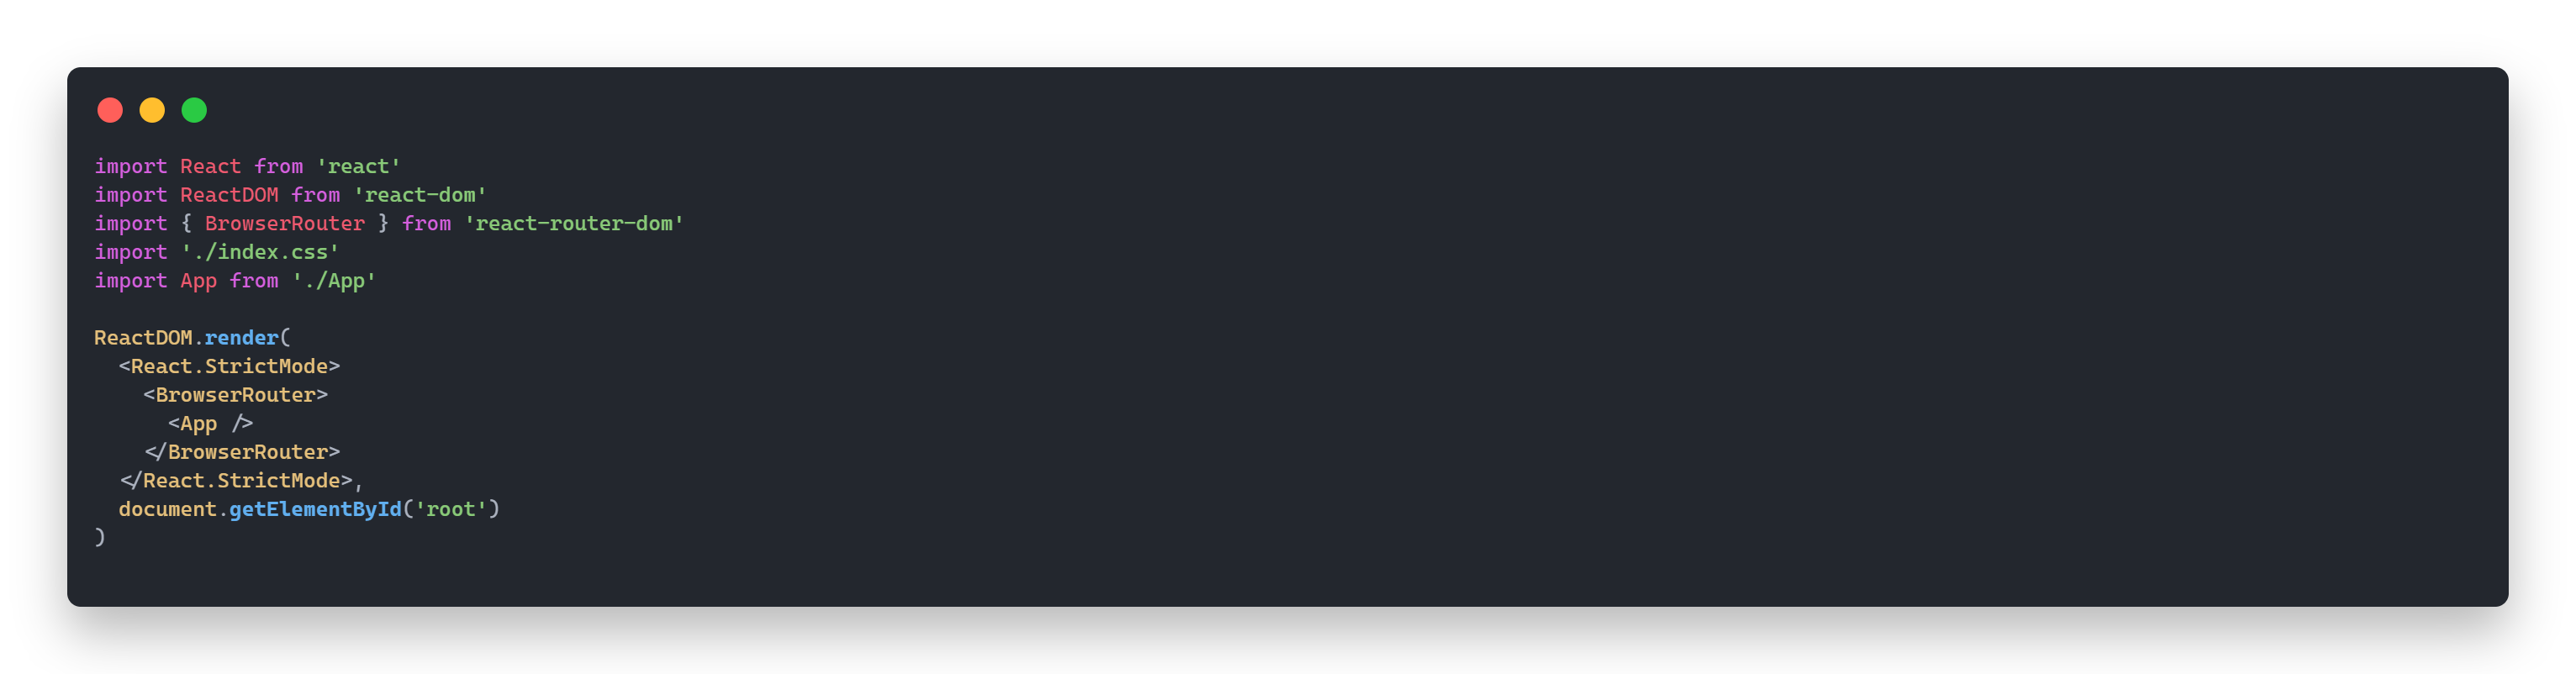 import React from 'react'
import ReactDOM from 'react-dom'
import { BrowserRouter } from 'react-router-dom'
import './index.css'
import App from './App'

ReactDOM.render(
  <React.StrictMode>
    <BrowserRouter>
      <App />
    </BrowserRouter>
  </React.StrictMode>,
  document.getElementById('root')
)